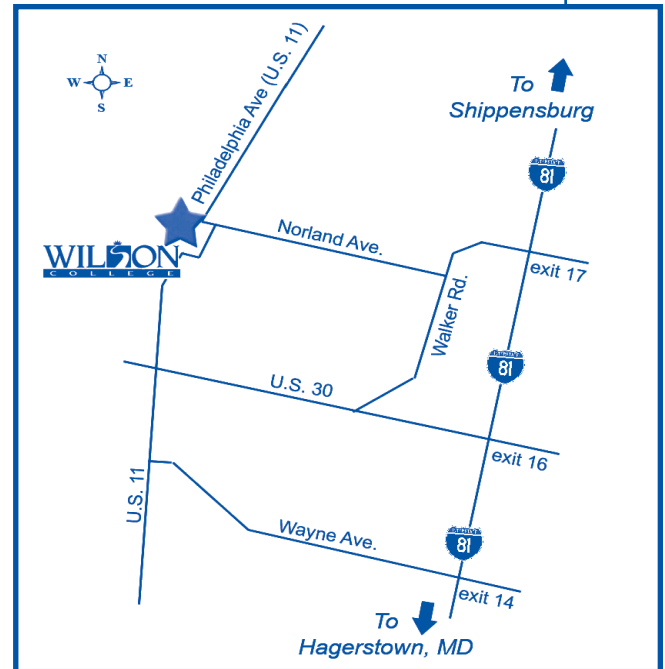 N
W
E
S
Philadelphia Ave (U.S. 11)
To
Shippensburg
81
WILSON
COLLEGE
Norland Ave.
exit 17
Walker Rd.
81
U.S. 30
exit 16
U.S. 11
Wayne Ave.
81
exit 14
To
Hagerstown, MD